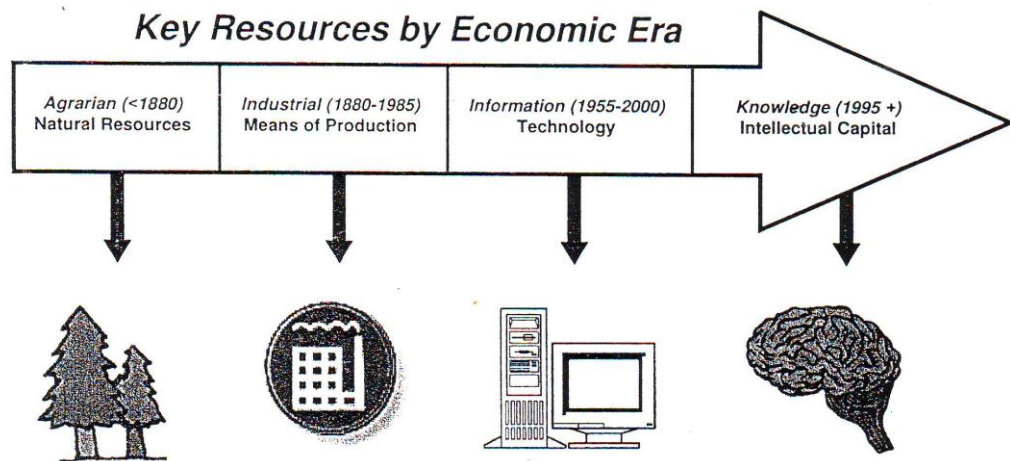 Key Resources by Economic Era
Agrarian (<1880)
Natural Resources
Industrial (1880-1985)
Means of Production
Information (1955-2000)
Technology
Knowledge (1995 +)
Intellectual Capital